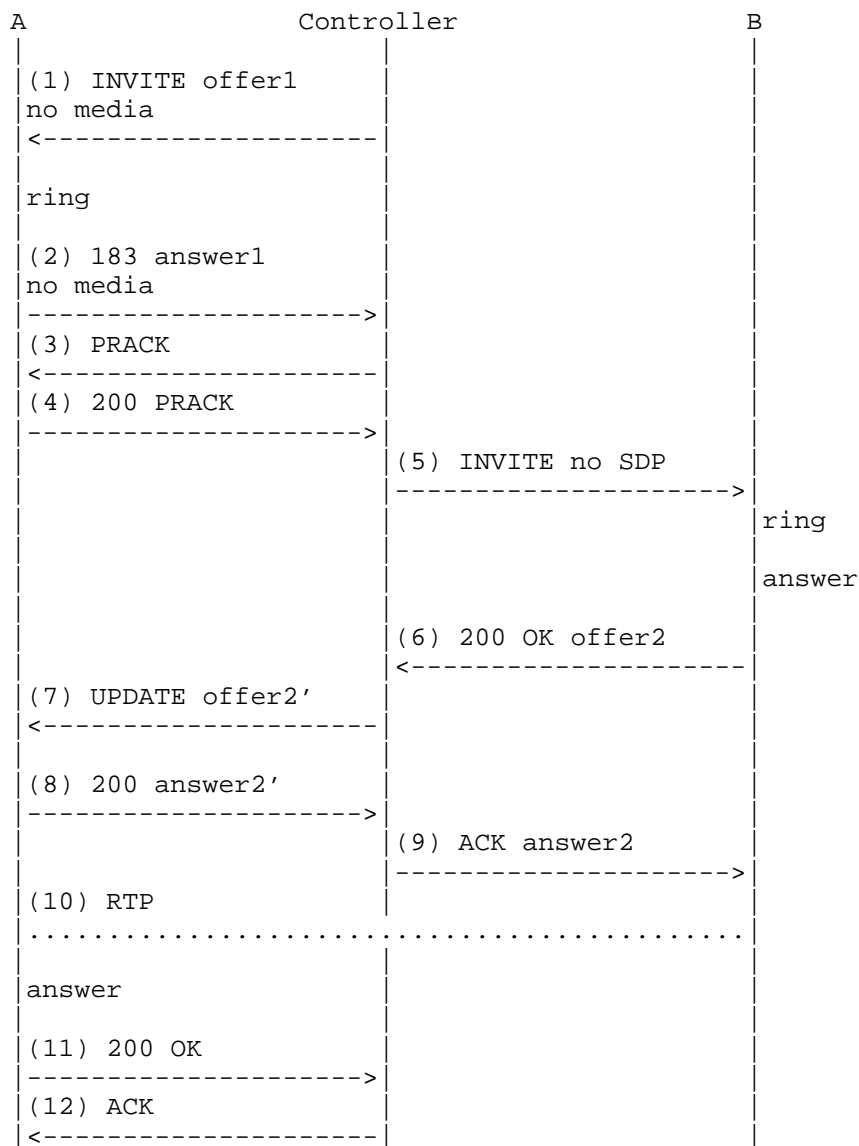 A Controller B
(1) INVITE offer1
no media
<---------------------
ring
(2) 183 answer1
no media
--------------------->
(3) PRACK
<---------------------
(4) 200 PRACK
--------------------->
(5) INVITE no SDP
--------------------->
ring
answer
(6) 200 OK offer2
<---------------------
(7) UPDATE offer2'
<---------------------
(8) 200 answer2'
--------------------->
(9) ACK answer2
--------------------->
(10) RTP
.............................................
answer
(11) 200 OK
--------------------->
(12) ACK
<---------------------